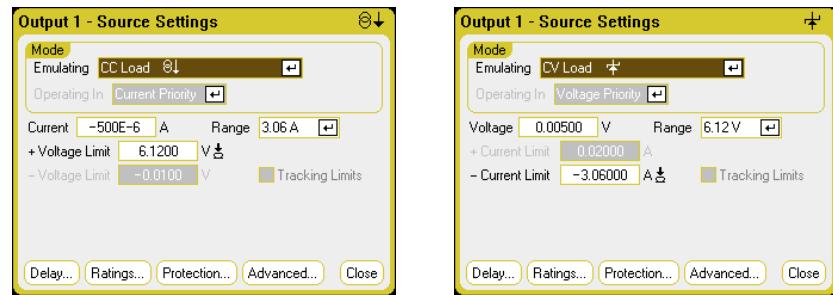 Output 1 - Source Settings
Mode
Emulating CC Load
Operating In Current Priority
Current -500E-6 A Range 3.06 A
+ Voltage Limit 6.1200 V
- Voltage Limit -0.0100 V Tracking Limits
Delay... Ratings... Protection... Advanced... Close
Output 1 - Source Settings
Mode
Emulating CV Load
Operating In Voltage Priority
Voltage 0.00500 V Range 6.12 V
+ Current Limit 0.02000 A
- Current Limit -3.06000 A Tracking Limits
Delay... Ratings... Protection... Advanced... Close